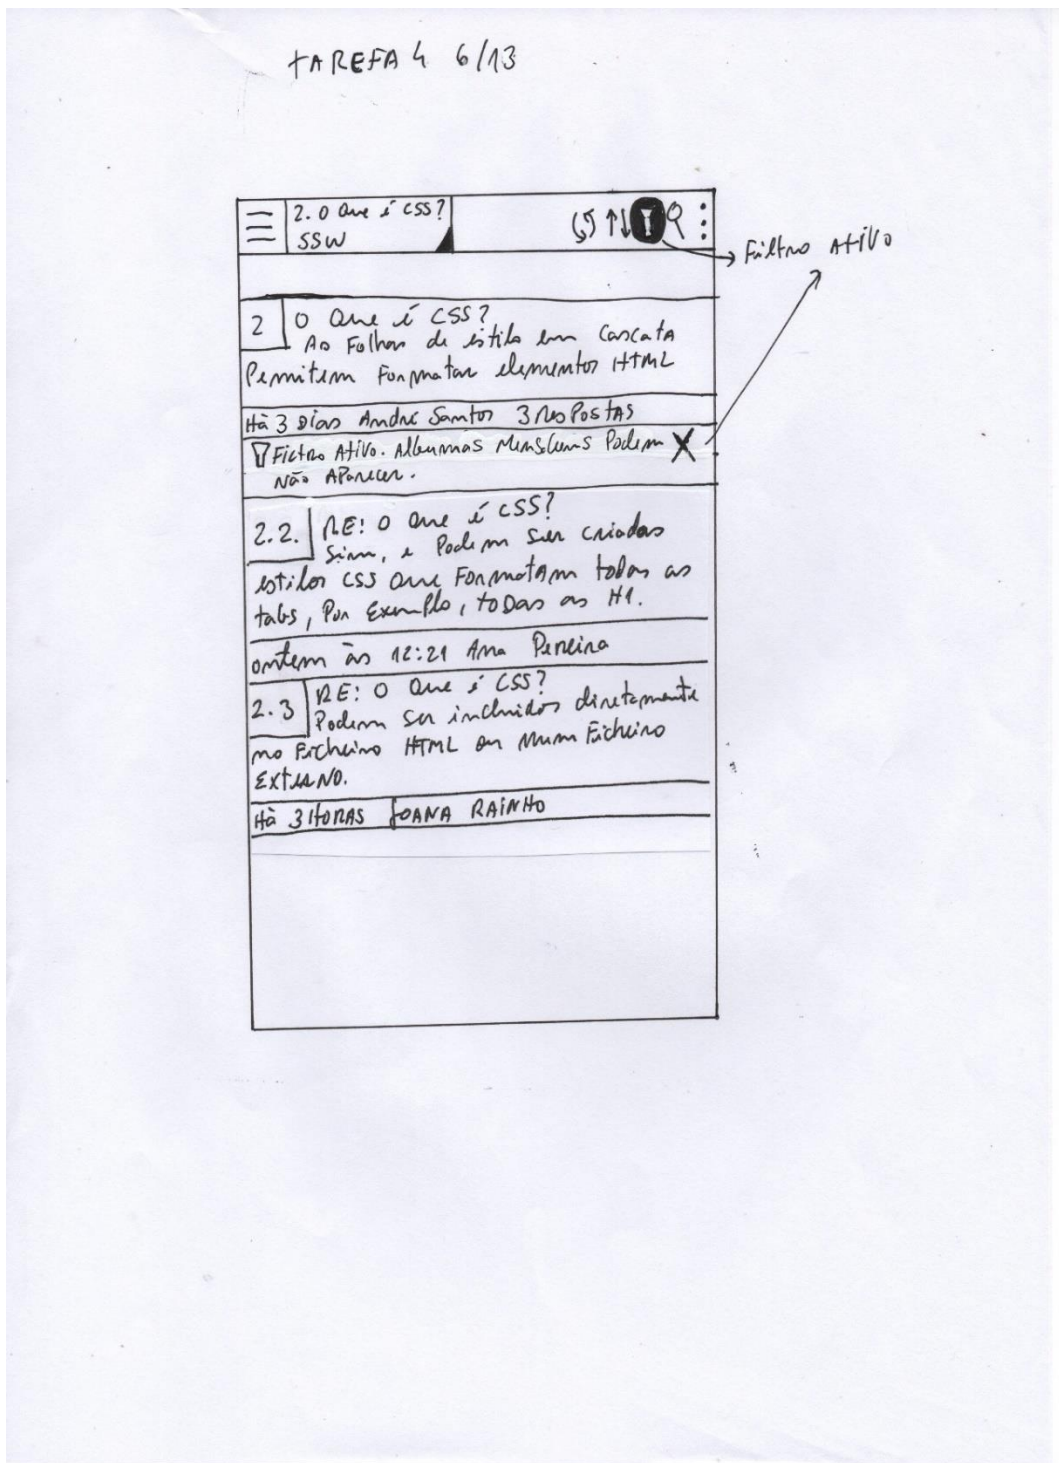 TAREFA 4 6/13
2. O Que é CSS?
SSW
Filtro Ativo
2 O Que é CSS?
As Folhas de estilo em Cascata
Permitem Formatar elementos HTML
Há 3 Dias André Santos 3 Respostas
Filtro Ativo. Algumas Mensagens Podem X
Não Aparecer.
2.2. RE: O Que é CSS?
Sim, e Podem ser criados
estilos CSS Que Formatam todas as
tags, Por Exemplo, todas as H1.
ontem às 12:21 Ana Pereira
2.3 RE: O Que é CSS?
Podem ser incluidos diretamente
no Ficheiro HTML ou Num Ficheiro
Externo.
Há 3 HORAS JOANA RAINHO